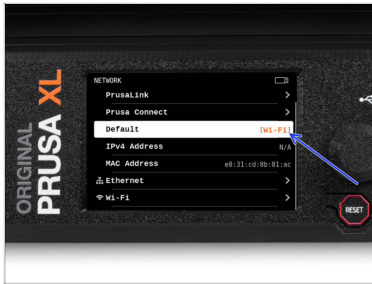 ORIGINAL
PRUSA XL
NETWORK
PrusaLink >
Prusa Connect >
Default [Wi-Fi]
IPv4 Address N/A
MAC Address e8:31:cd:8b:81:ac
Ethernet >
Wi-Fi >
RESET